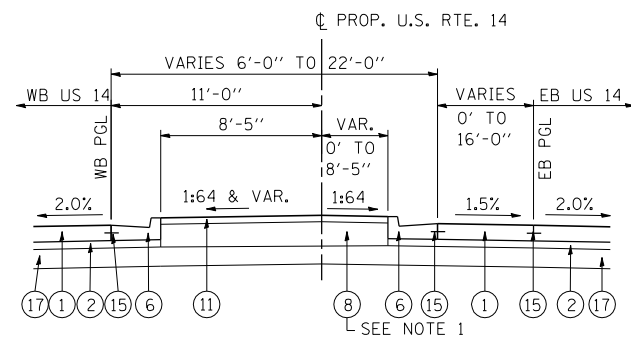 ℄ PROP. U.S. RTE. 14
VARIES 6'-0" TO 22'-0"
WB US 14
11'-0"
VARIES
EB US 14
0' TO
16'-0"
8'-5"
VAR.
0' TO
8'-5"
WB PGL
EB PGL
2.0%
1:64 & VAR.
1:64
1.5%
2.0%
17 1 2 15 6 11 8 6 15 1 15 2 17
SEE NOTE 1